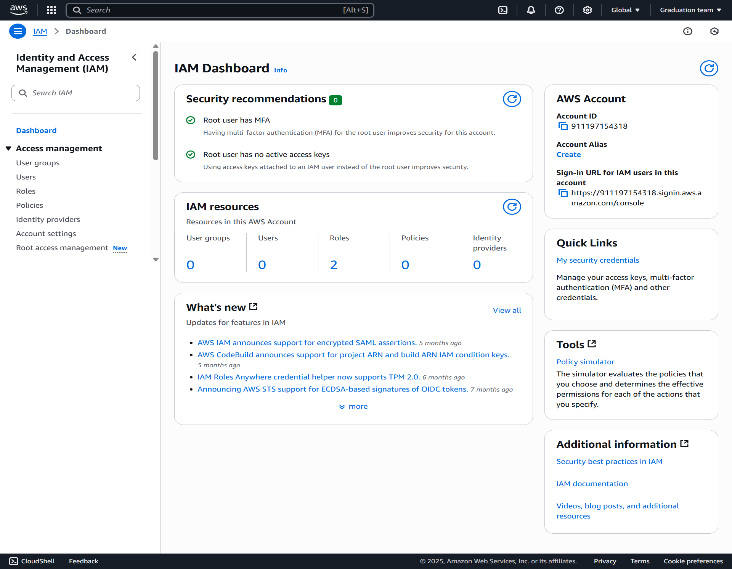 aws
Search
[Alt+S]
Global
Graduation team
IAM
Dashboard
Identity and Access
Management (IAM)
Search IAM
Dashboard
Access management
User groups
Users
Roles
Policies
Identity providers
Account settings
Root access management New
IAM Dashboard Info
Security recommendations 0
Root user has MFA
Having multi-factor authentication (MFA) for the root user improves security for this account.
Root user has no active access keys
Using access keys attached to an IAM user instead of the root user improves security.
IAM resources
Resources in this AWS Account
User groups
0
Users
0
Roles
2
Policies
0
Identity
providers
0
What's new
View all
Updates for features in IAM
AWS IAM announces support for encrypted SAML assertions. 5 months ago
AWS CodeBuild announces support for project ARN and build ARN IAM condition keys.
5 months ago
IAM Roles Anywhere credential helper now supports TPM 2.0. 6 months ago
Announcing AWS STS support for ECDSA-based signatures of OIDC tokens. 7 months ago
more
AWS Account
Account ID
911197154318
Account Alias
Create
Sign-in URL for IAM users in this
account
https://911197154318.signin.aws.a
mazon.com/console
Quick Links
My security credentials
Manage your access keys, multi-factor
authentication (MFA) and other
credentials.
Tools
Policy simulator
The simulator evaluates the policies that
you choose and determines the effective
permissions for each of the actions that
you specify.
Additional information
Security best practices in IAM
IAM documentation
Videos, blog posts, and additional
resources
CloudShell
Feedback
© 2025, Amazon Web Services, Inc. or its affiliates.
Privacy
Terms
Cookie preferences